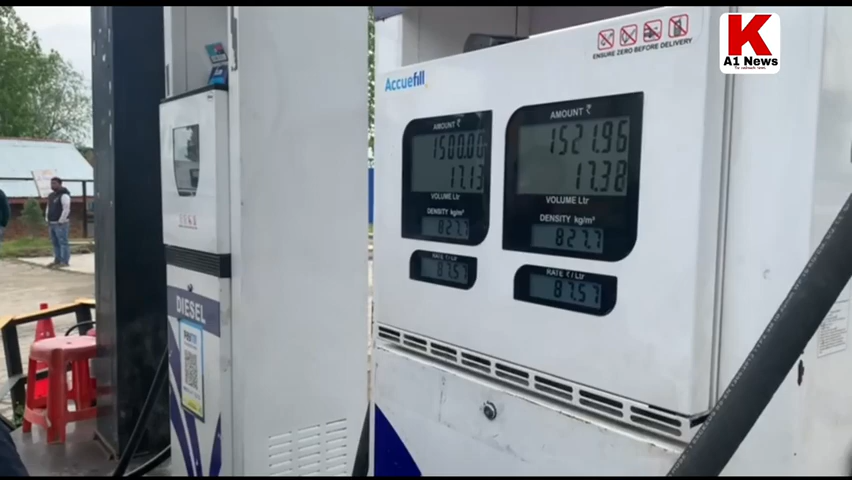 K
A1 News
ENSURE ZERO BEFORE DELIVERY
Accuefill
AMOUNT ₹
1500.00
17.13
VOLUME Ltr
DENSITY kg/m³
827.7
RATE ₹/Ltr
87.57
AMOUNT ₹
1521.96
17.38
VOLUME Ltr
DENSITY kg/m³
827.7
RATE ₹/Ltr
87.57
DIESEL